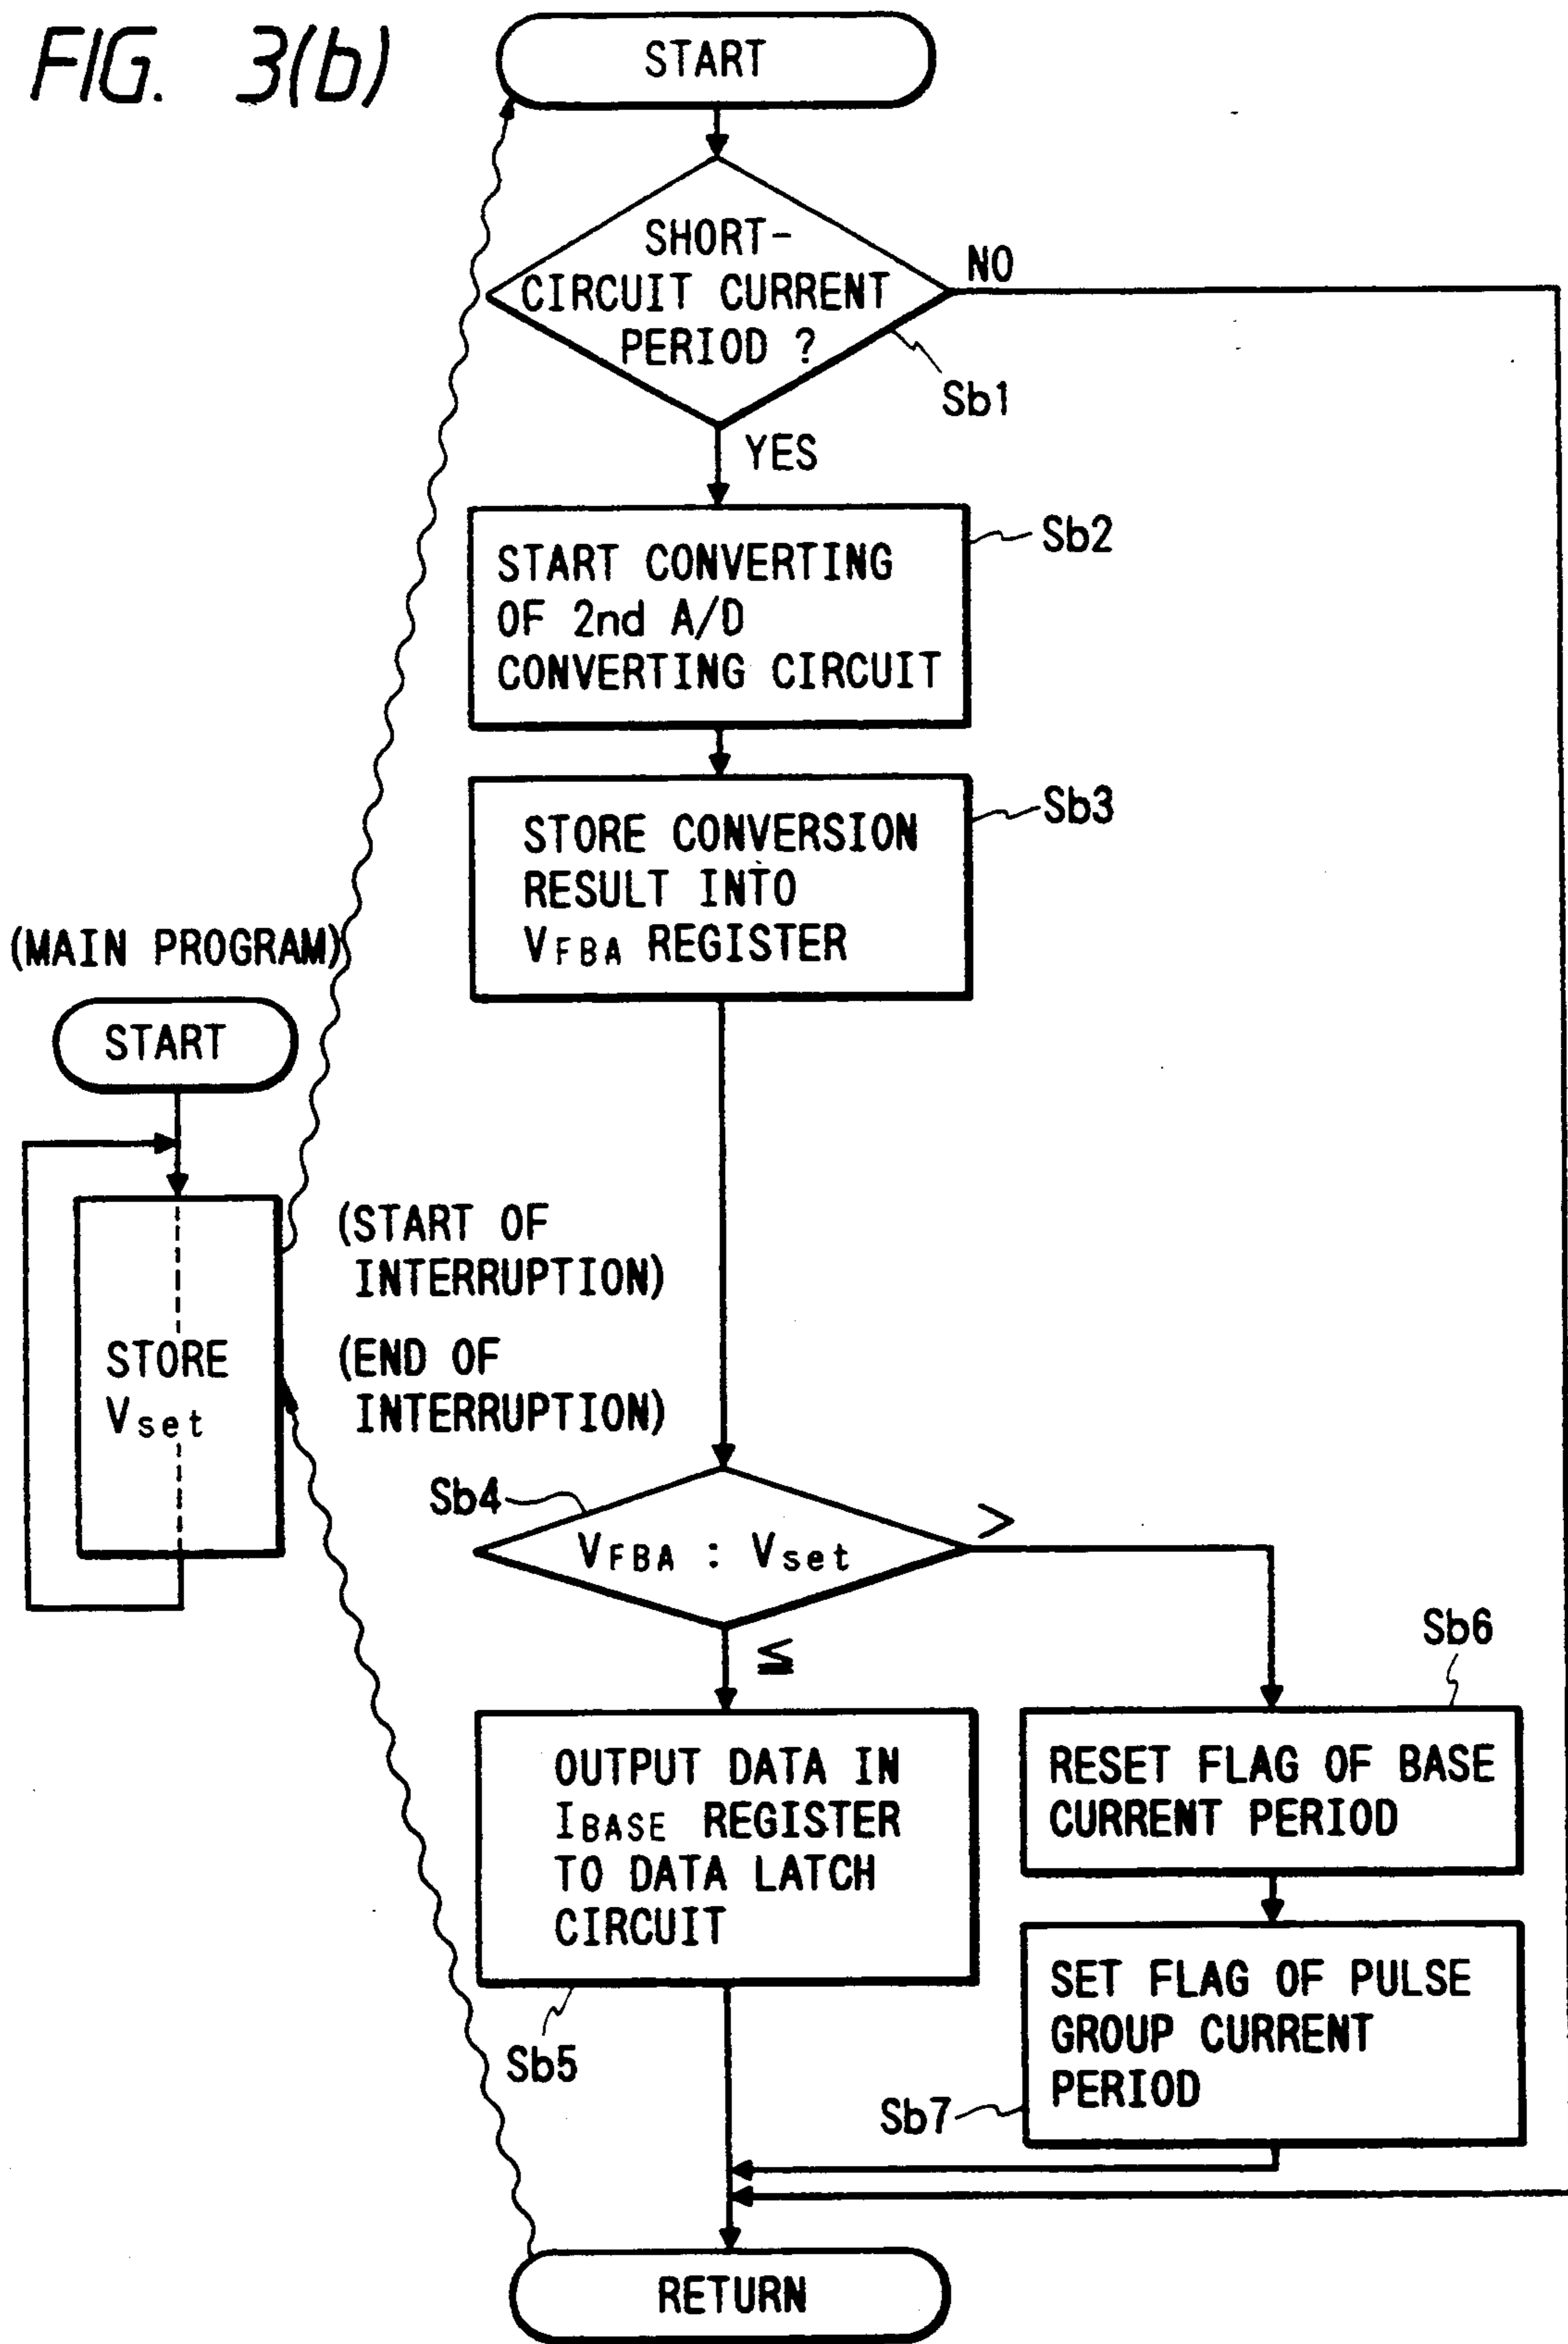 FIG. 3(b)
START
SHORT-
CIRCUIT CURRENT
PERIOD ?
NO
Sb1
YES
START CONVERTING
OF 2nd A/D
CONVERTING CIRCUIT
Sb2
STORE CONVERSION
RESULT INTO
VFBA REGISTER
Sb3
(MAIN PROGRAM)
START
STORE
Vset
(START OF
INTERRUPTION)
(END OF
INTERRUPTION)
Sb4
VFBA : Vset
>
≦
OUTPUT DATA IN
IBASE REGISTER
TO DATA LATCH
CIRCUIT
Sb5
Sb6
RESET FLAG OF BASE
CURRENT PERIOD
SET FLAG OF PULSE
GROUP CURRENT
PERIOD
Sb7
RETURN